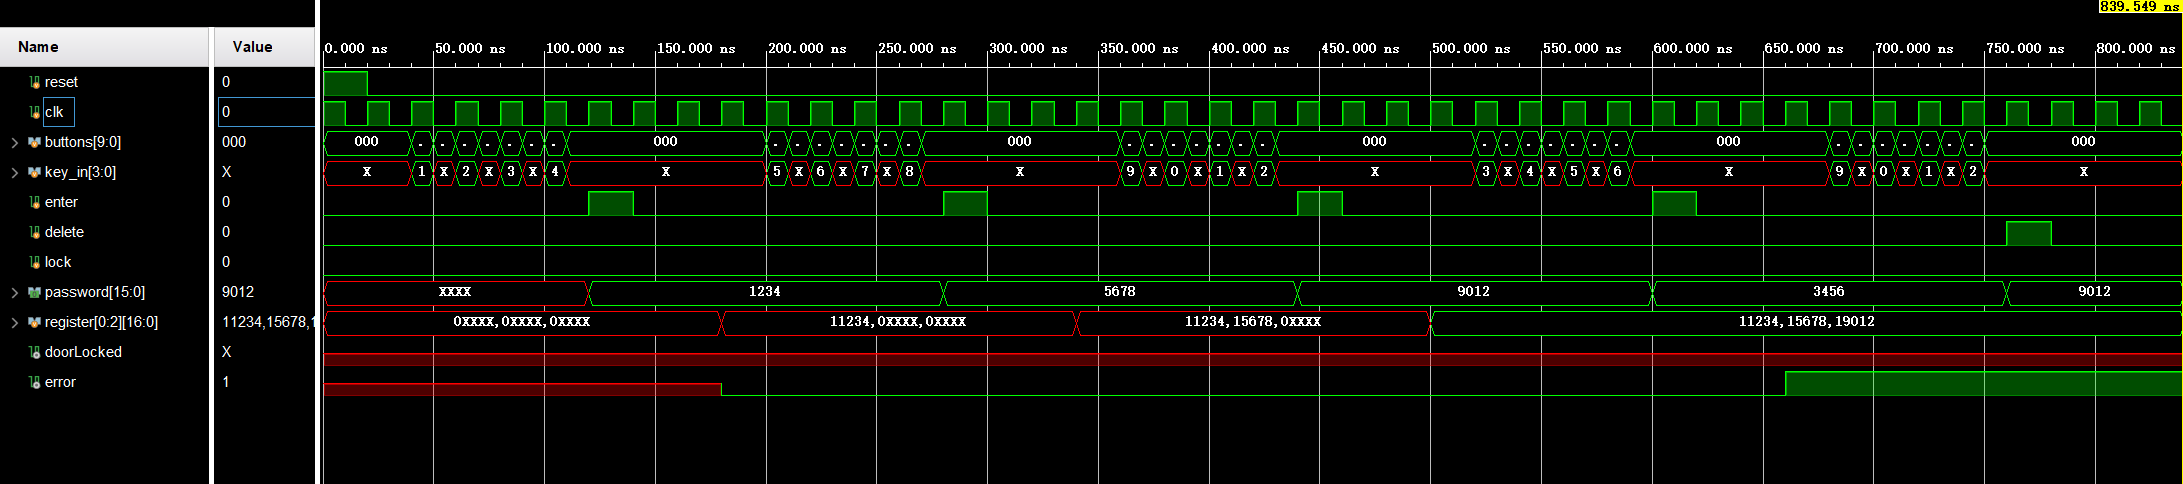 839.549 ns
Name Value
0.000 ns 50.000 ns 100.000 ns 150.000 ns 200.000 ns 250.000 ns 300.000 ns 350.000 ns 400.000 ns 450.000 ns 500.000 ns 550.000 ns 600.000 ns 650.000 ns 700.000 ns 750.000 ns 800.000 ns
reset 0
clk 0
buttons[9:0] 000 000 . . . . . . . 000 . . . . . . . 000 . . . . . . . 000 . . . . . . . 000 . . . . . . . 000
key_in[3:0] X X 1 X 2 X 3 X 4 X 5 X 6 X 7 X 8 X 9 X 0 X 1 X 2 X 3 X 4 X 5 X 6 X 9 X 0 X 1 X 2 X
enter 0
delete 0
lock 0
password[15:0] 9012 XXXX 1234 5678 9012 3456 9012
register[0:2][16:0] 11234,15678,1 0XXXX,0XXXX,0XXXX 11234,0XXXX,0XXXX 11234,15678,0XXXX 11234,15678,19012
doorLocked X
error 1